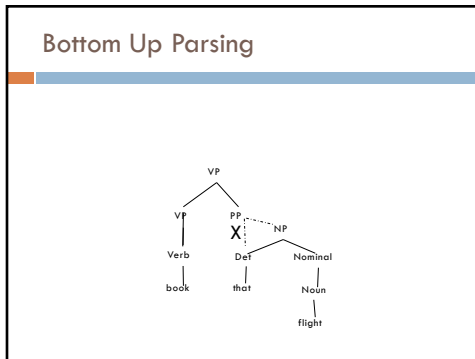 Bottom Up Parsing
VP
VP PP
X NP
Verb Det Nominal
book that Noun
flight